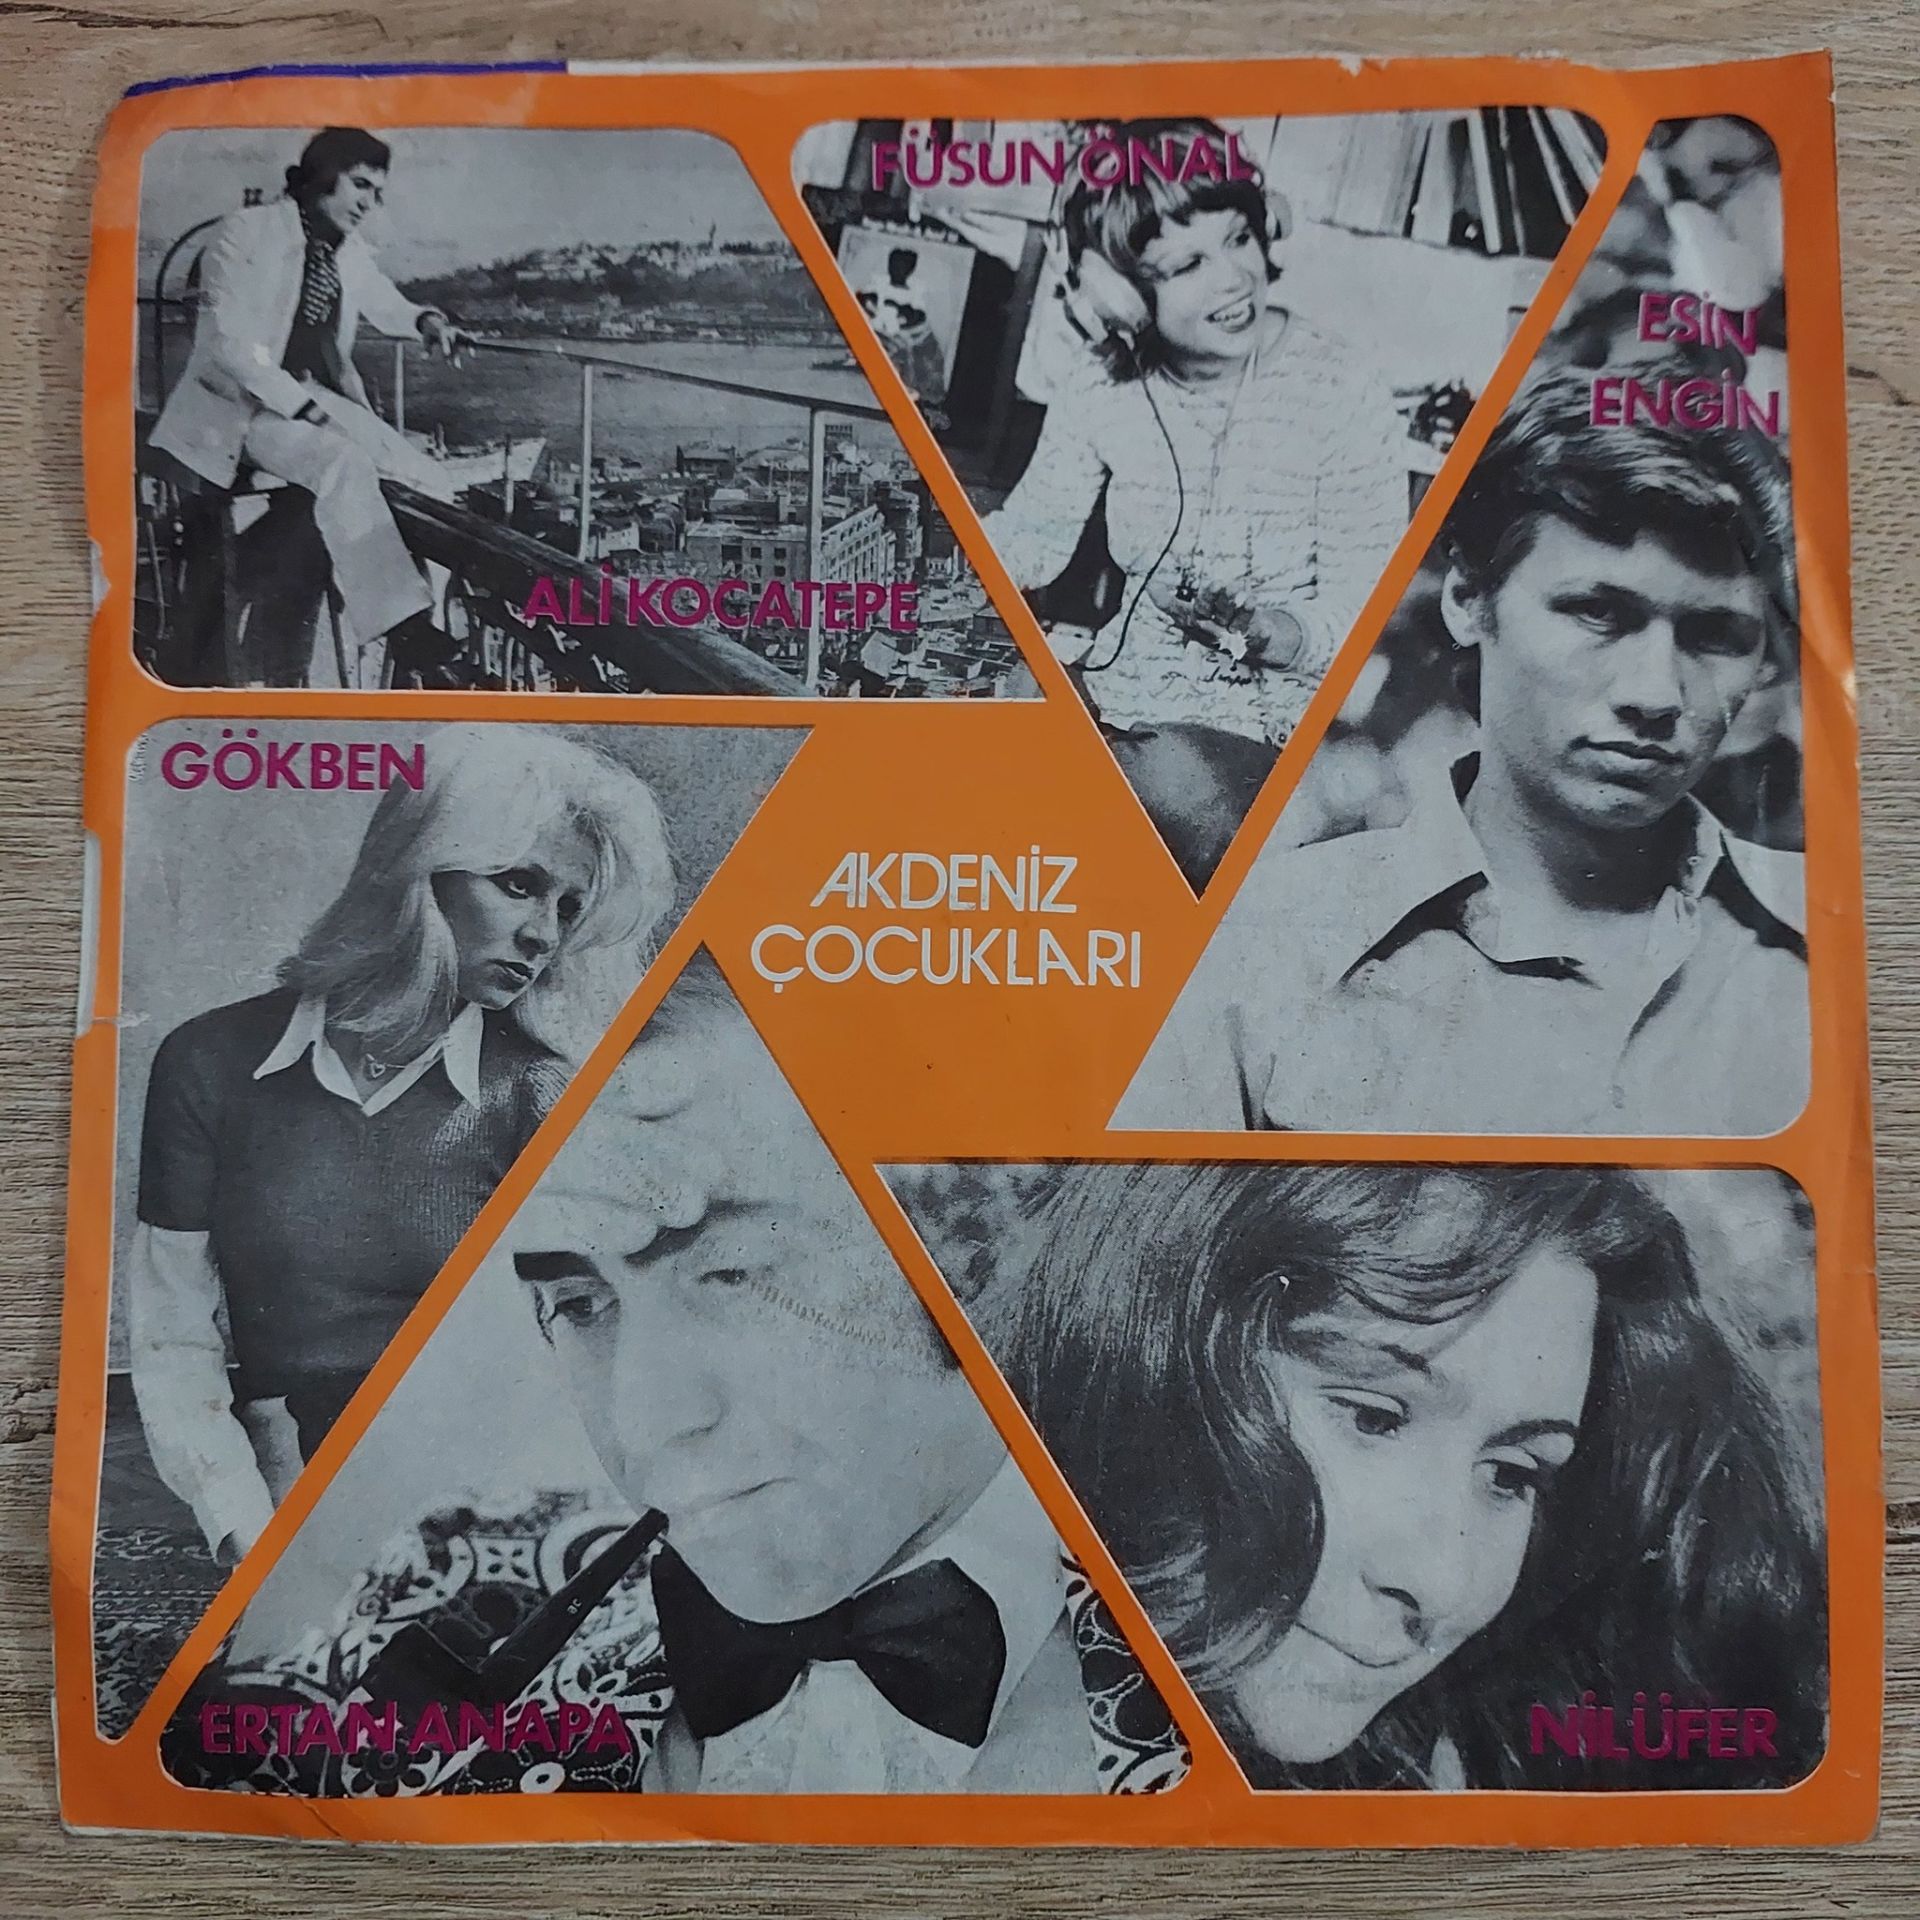 FÜSUN ÖNAL
ESİN
ENGİN
ALİ KOCATEPE
GÖKBEN
AKDENİZ
ÇOCUKLARI
ERTAN ANAPA
NİLÜFER